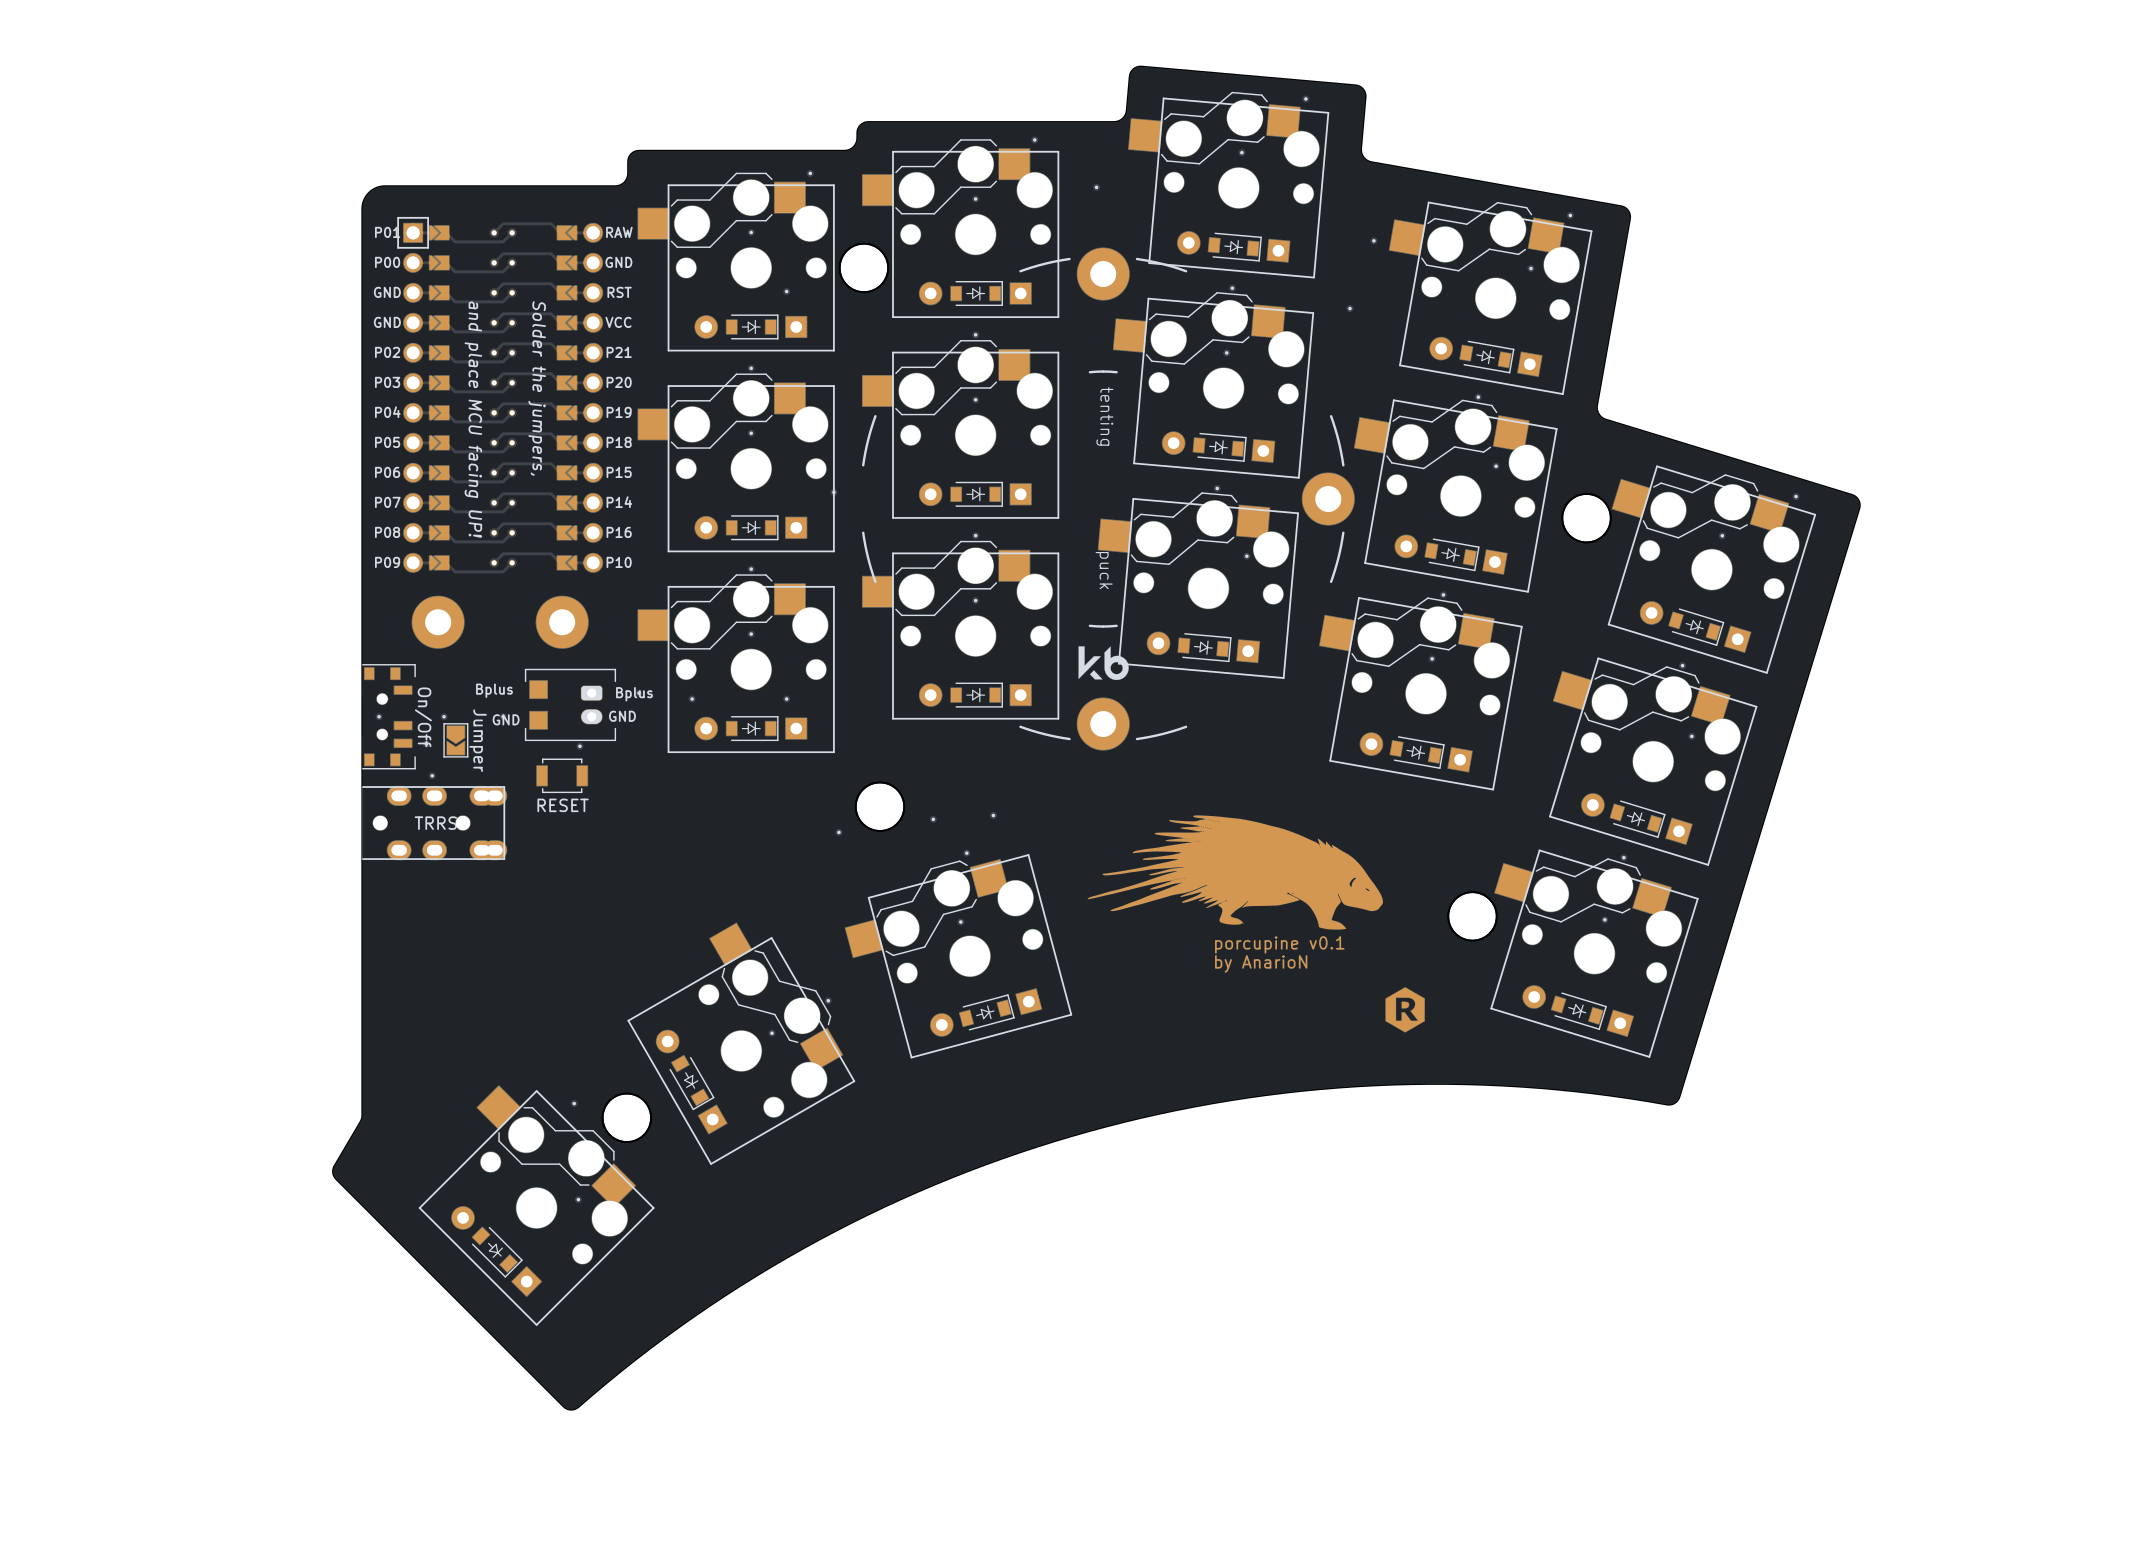 P01 RAW
P00 GND
GND RST
GND VCC
P02 P21
P03 P20
P04 P19
P05 P18
P06 P15
P07 P14
P08 P16
P09 P10
Solder the jumpers,
and place MCU facing UP!
tenting
puck
kb
On/Off
Jumper
Bplus Bplus
GND GND
RESET
TRRS
porcupine v0.1
by AnarioN
R